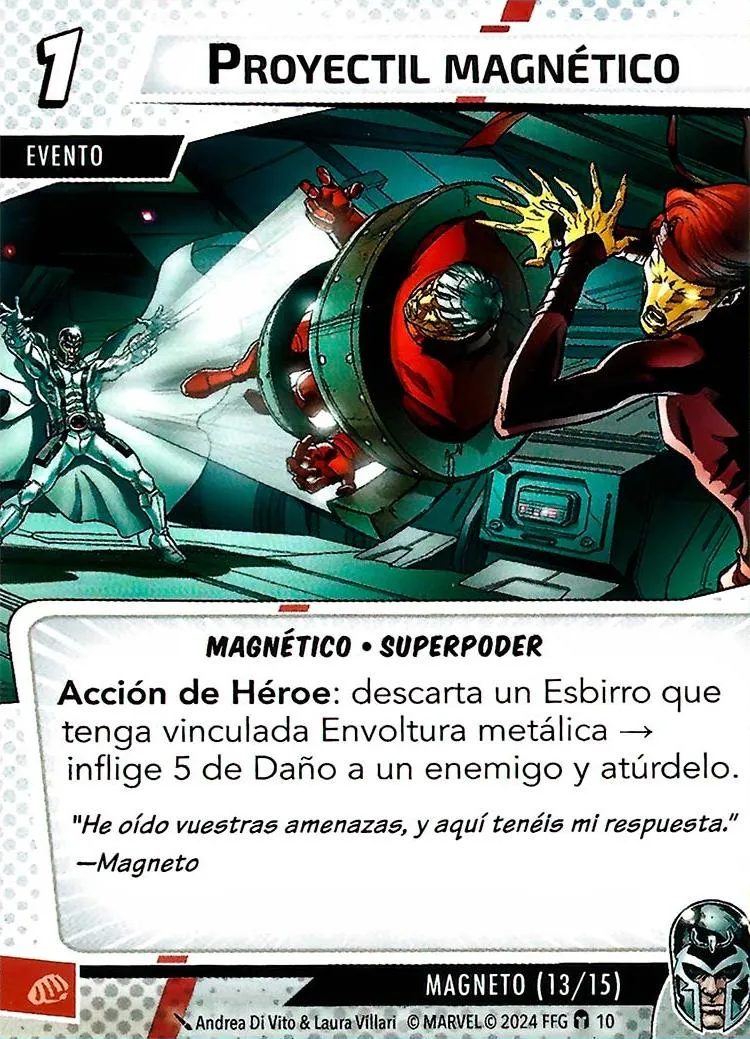 1
PROYECTIL MAGNÉTICO
EVENTO
MAGNÉTICO • SUPERPODER
Acción de Héroe: descarta un Esbirro que
tenga vinculada Envoltura metálica →
inflige 5 de Daño a un enemigo y atúrdelo.
"He oído vuestras amenazas, y aquí tenéis mi respuesta."
—Magneto
MAGNETO (13/15)
Andrea Di Vito & Laura Villari © MARVEL © 2024 FFG 10